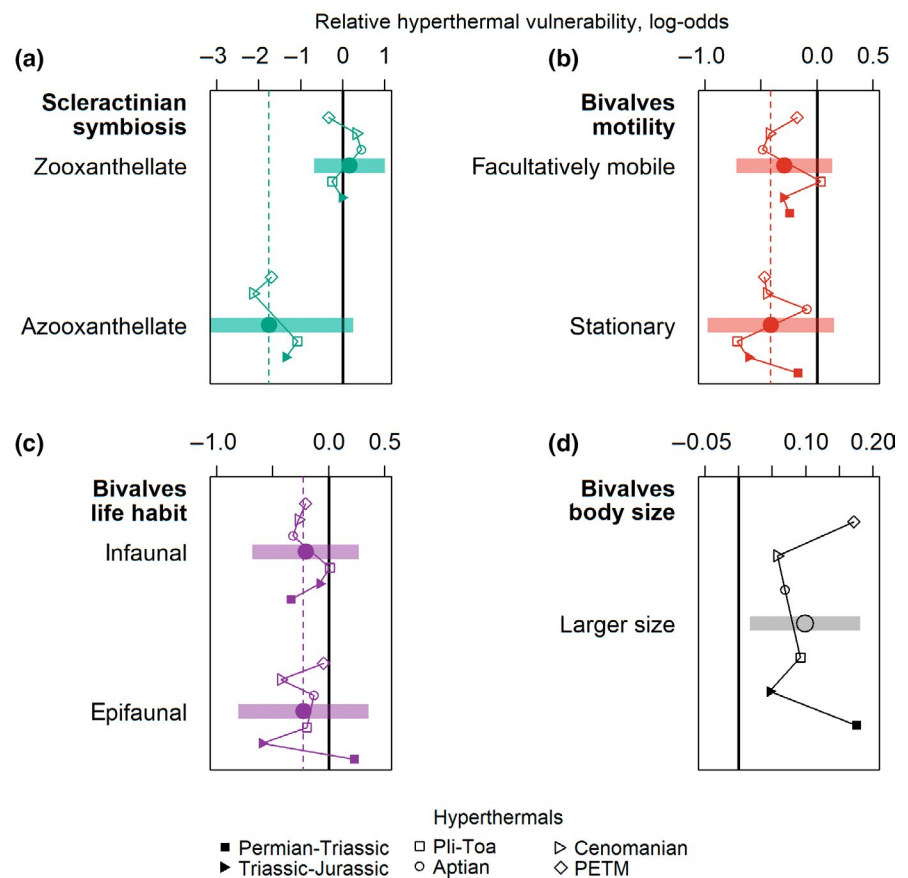 Relative hyperthermal vulnerability, log-odds
(a)
−3 −2 −1 0 1
Scleractinian
symbiosis
Zooxanthellate
Azooxanthellate
(b)
−1.0 0.0 0.5
Bivalves
motility
Facultatively mobile
Stationary
(c)
−1.0 0.0 0.5
Bivalves
life habit
Infaunal
Epifaunal
(d)
−0.05 0.10 0.20
Bivalves
body size
Larger size
Hyperthermals
Permian-Triassic
Triassic-Jurassic
Pli-Toa
Aptian
Cenomanian
PETM